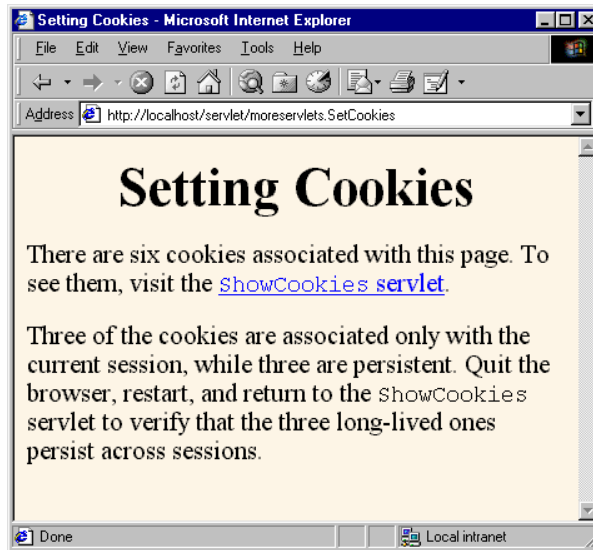 Setting Cookies - Microsoft Internet Explorer
File Edit View Favorites Tools Help
Address http://localhost/servlet/moreservlets.SetCookies
Setting Cookies
There are six cookies associated with this page. To
see them, visit the ShowCookies servlet.
Three of the cookies are associated only with the
current session, while three are persistent. Quit the
browser, restart, and return to the ShowCookies
servlet to verify that the three long-lived ones
persist across sessions.
Done Local intranet